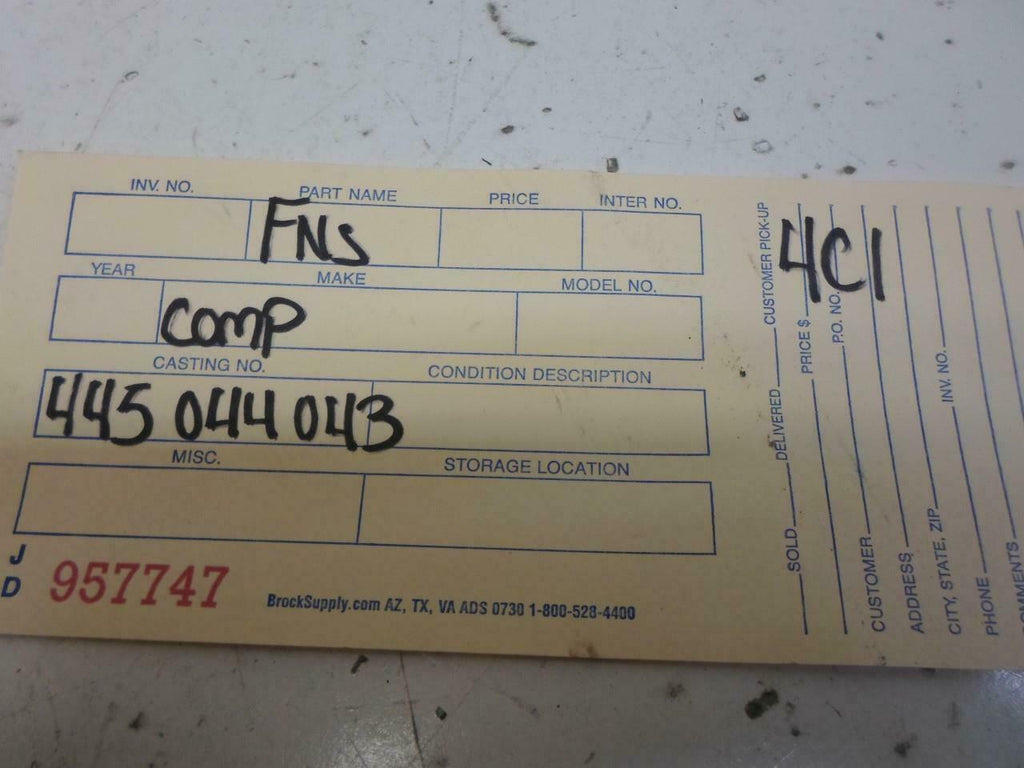 INV. NO. PART NAME PRICE INTER NO.
FNS
YEAR MAKE MODEL NO.
comp
CASTING NO. CONDITION DESCRIPTION
445 044 043
MISC. STORAGE LOCATION
J
D
957747
BrockSupply.com AZ, TX, VA ADS 0730 1-800-528-4400
4C1
SOLD DELIVERED CUSTOMER PICK-UP
PRICE $
P.O. NO.
CUSTOMER
ADDRESS
CITY, STATE, ZIP INV. NO.
PHONE
COMMENTS